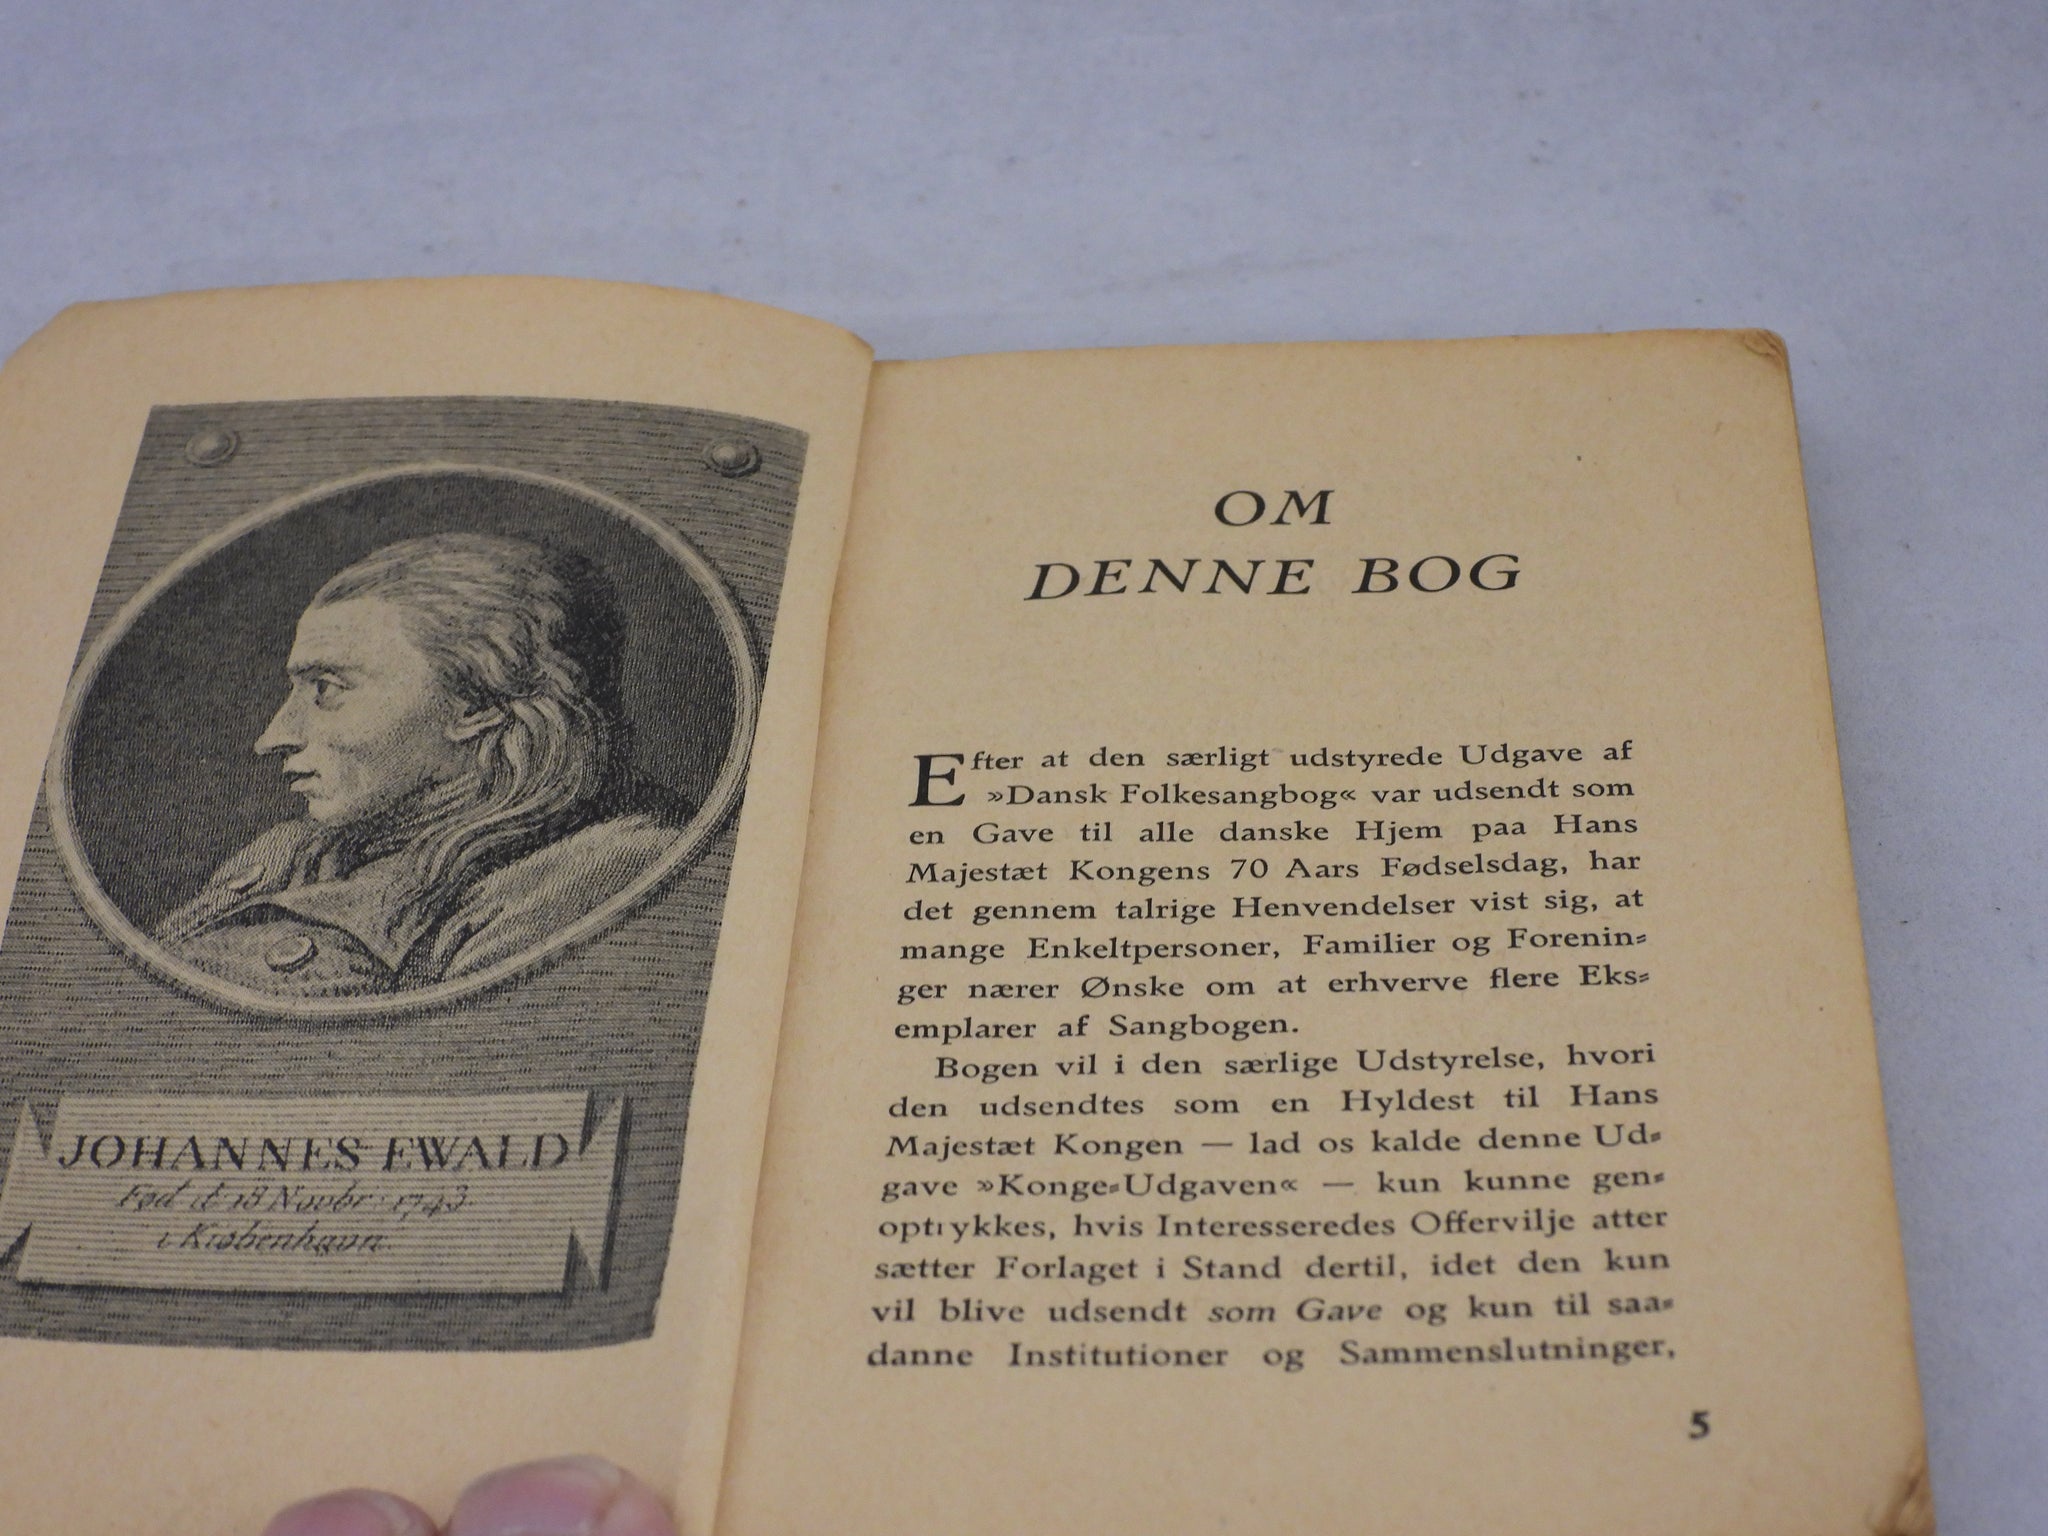 JOHANNES EWALD
Fød d. 18 Novbr: 1743.
i Kiøbenhavn.
OM
DENNE BOG
Efter at den særligt udstyrede Udgave af
»Dansk Folkesangbog« var udsendt som
en Gave til alle danske Hjem paa Hans
Majestæt Kongens 70 Aars Fødselsdag, har
det gennem talrige Henvendelser vist sig, at
mange Enkeltpersoner, Familier og Forenin-
ger nærer Ønske om at erhverve flere Eks-
emplarer af Sangbogen.
Bogen vil i den særlige Udstyrelse, hvori
den udsendtes som en Hyldest til Hans
Majestæt Kongen — lad os kalde denne Ud-
gave »Konge-Udgaven« — kun kunne gen-
optrykkes, hvis Interesseredes Offervilje atter
sætter Forlaget i Stand dertil, idet den kun
vil blive udsendt som Gave og kun til saa-
danne Institutioner og Sammenslutninger,
5